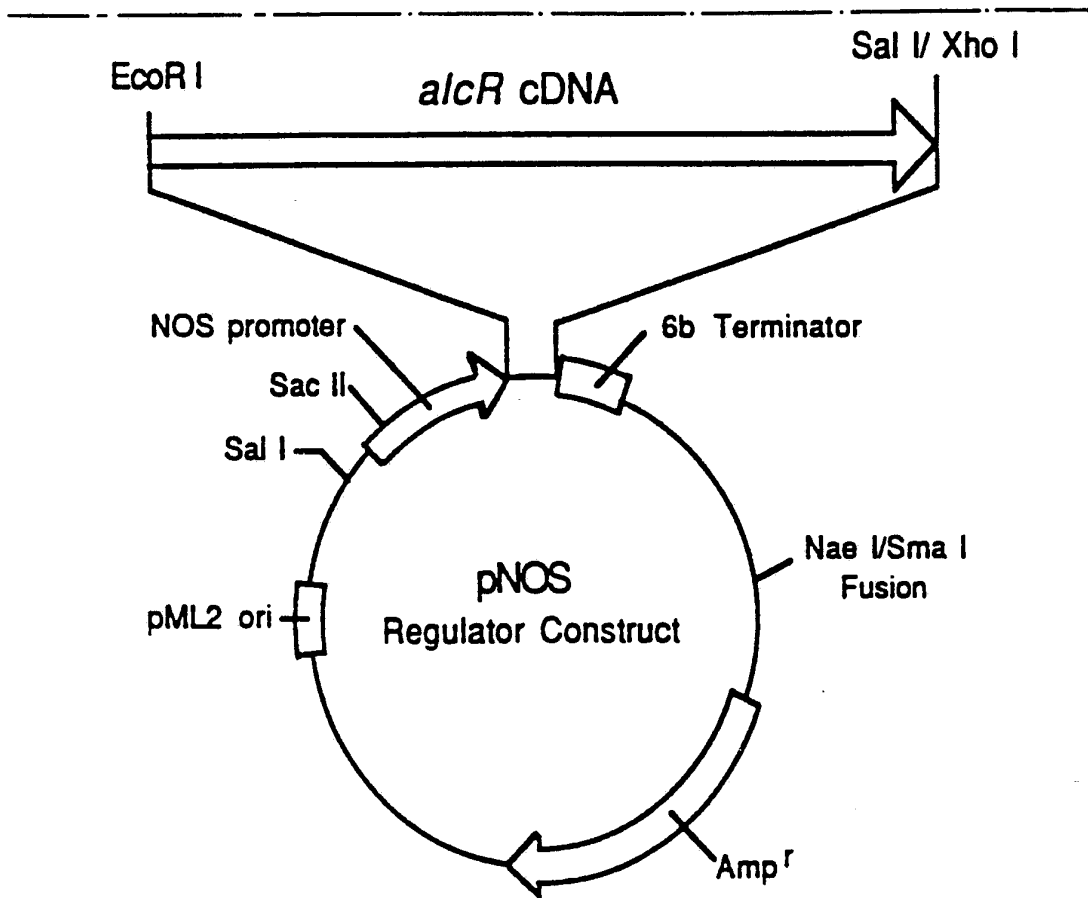 Sal I/ Xho I
EcoR I
alcR cDNA
NOS promoter
6b Terminator
Sac II
Sal I
Nae I/Sma I
Fusion
pNOS
Regulator Construct
pML2 ori
Amp r